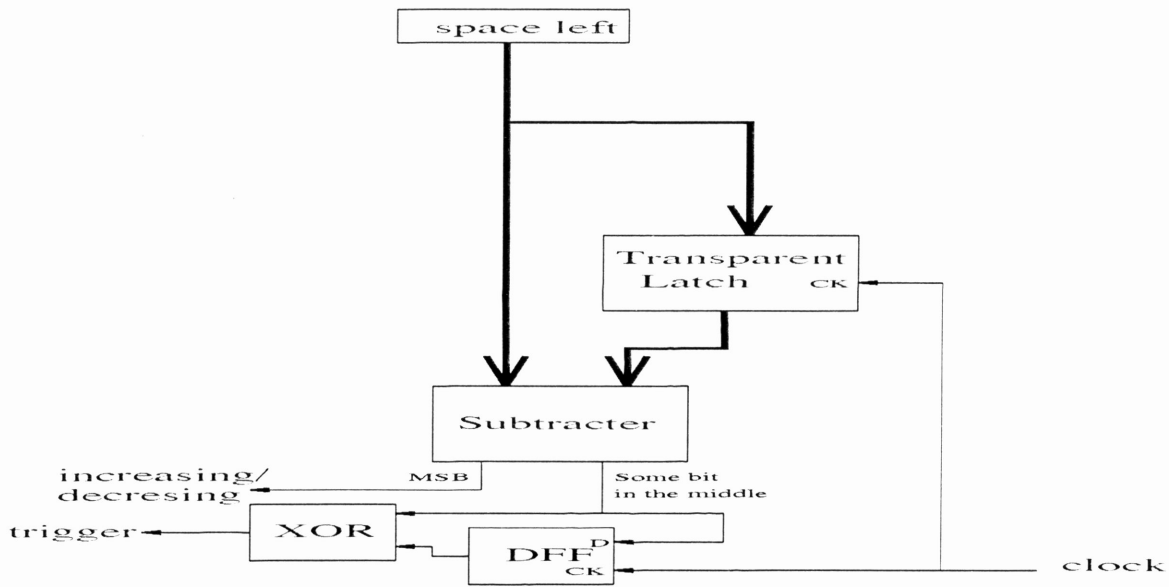 space left
Transparent
Latch
CK
Subtracter
MSB
Some bit
in the middle
increasing/
decresing
trigger
XOR
D
DFF
CK
clock